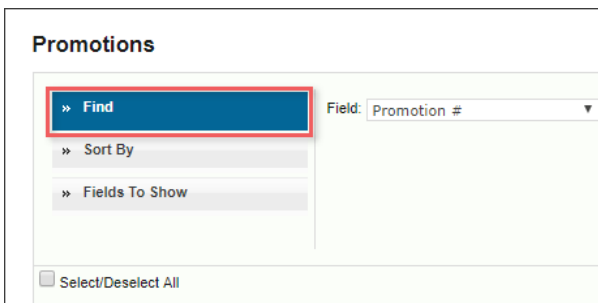 Promotions
» Find
Field: Promotion # ▼
» Sort By
» Fields To Show
Select/Deselect All